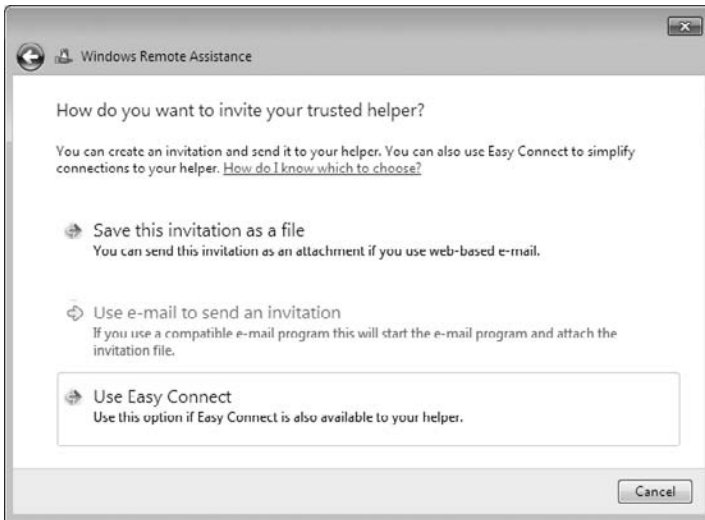 Windows Remote Assistance
How do you want to invite your trusted helper?
You can create an invitation and send it to your helper. You can also use Easy Connect to simplify
connections to your helper. How do I know which to choose?
Save this invitation as a file
You can send this invitation as an attachment if you use web-based e-mail.
Use e-mail to send an invitation
If you use a compatible e-mail program this will start the e-mail program and attach the
invitation file.
Use Easy Connect
Use this option if Easy Connect is also available to your helper.
Cancel